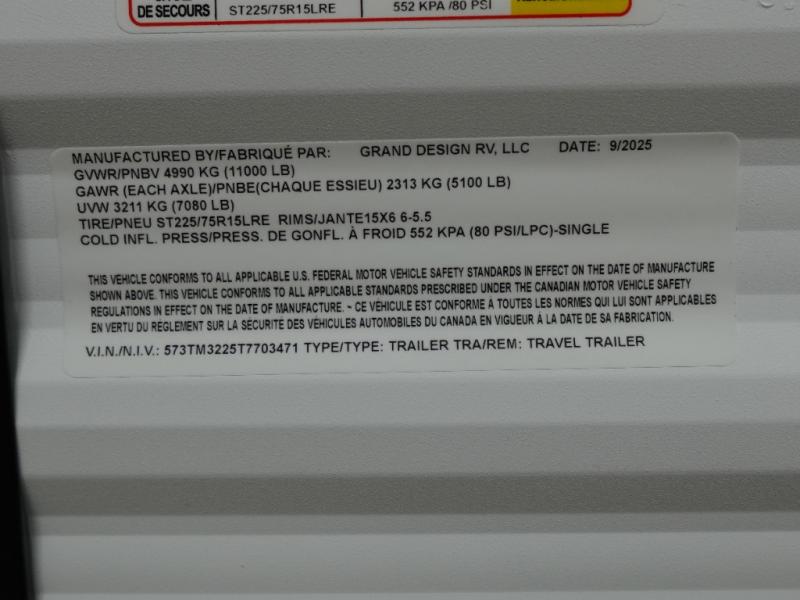 DE SECOURS ST225/75R15LRE 552 KPA /80 PSI
MANUFACTURED BY/FABRIQUÉ PAR: GRAND DESIGN RV, LLC DATE: 9/2025
GVWR/PNBV 4990 KG (11000 LB)
GAWR (EACH AXLE)/PNBE(CHAQUE ESSIEU) 2313 KG (5100 LB)
UVW 3211 KG (7080 LB)
TIRE/PNEU ST225/75R15LRE RIMS/JANTE15X6 6-5.5
COLD INFL. PRESS/PRESS. DE GONFL. À FROID 552 KPA (80 PSI/LPC)-SINGLE
THIS VEHICLE CONFORMS TO ALL APPLICABLE U.S. FEDERAL MOTOR VEHICLE SAFETY STANDARDS IN EFFECT ON THE DATE OF MANUFACTURE
SHOWN ABOVE. THIS VEHICLE CONFORMS TO ALL APPLICABLE STANDARDS PRESCRIBED UNDER THE CANADIAN MOTOR VEHICLE SAFETY
REGULATIONS IN EFFECT ON THE DATE OF MANUFACTURE. - CE VÉHICULE EST CONFORME À TOUTES LES NORMES QUI LUI SONT APPLICABLES
EN VERTU DU RÈGLEMENT SUR LA SÉCURITÉ DES VÉHICULES AUTOMOBILES DU CANADA EN VIGUEUR À LA DATE DE SA FABRICATION.
V.I.N./N.I.V.: 573TM3225T7703471 TYPE/TYPE: TRAILER TRA/REM: TRAVEL TRAILER